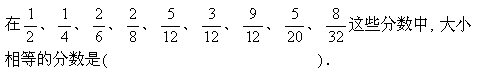 在1/2、1/4、2/6、2/8、5/12、3/12、9/12、5/20、8/32这些分数中,大小
相等的分数是( ).